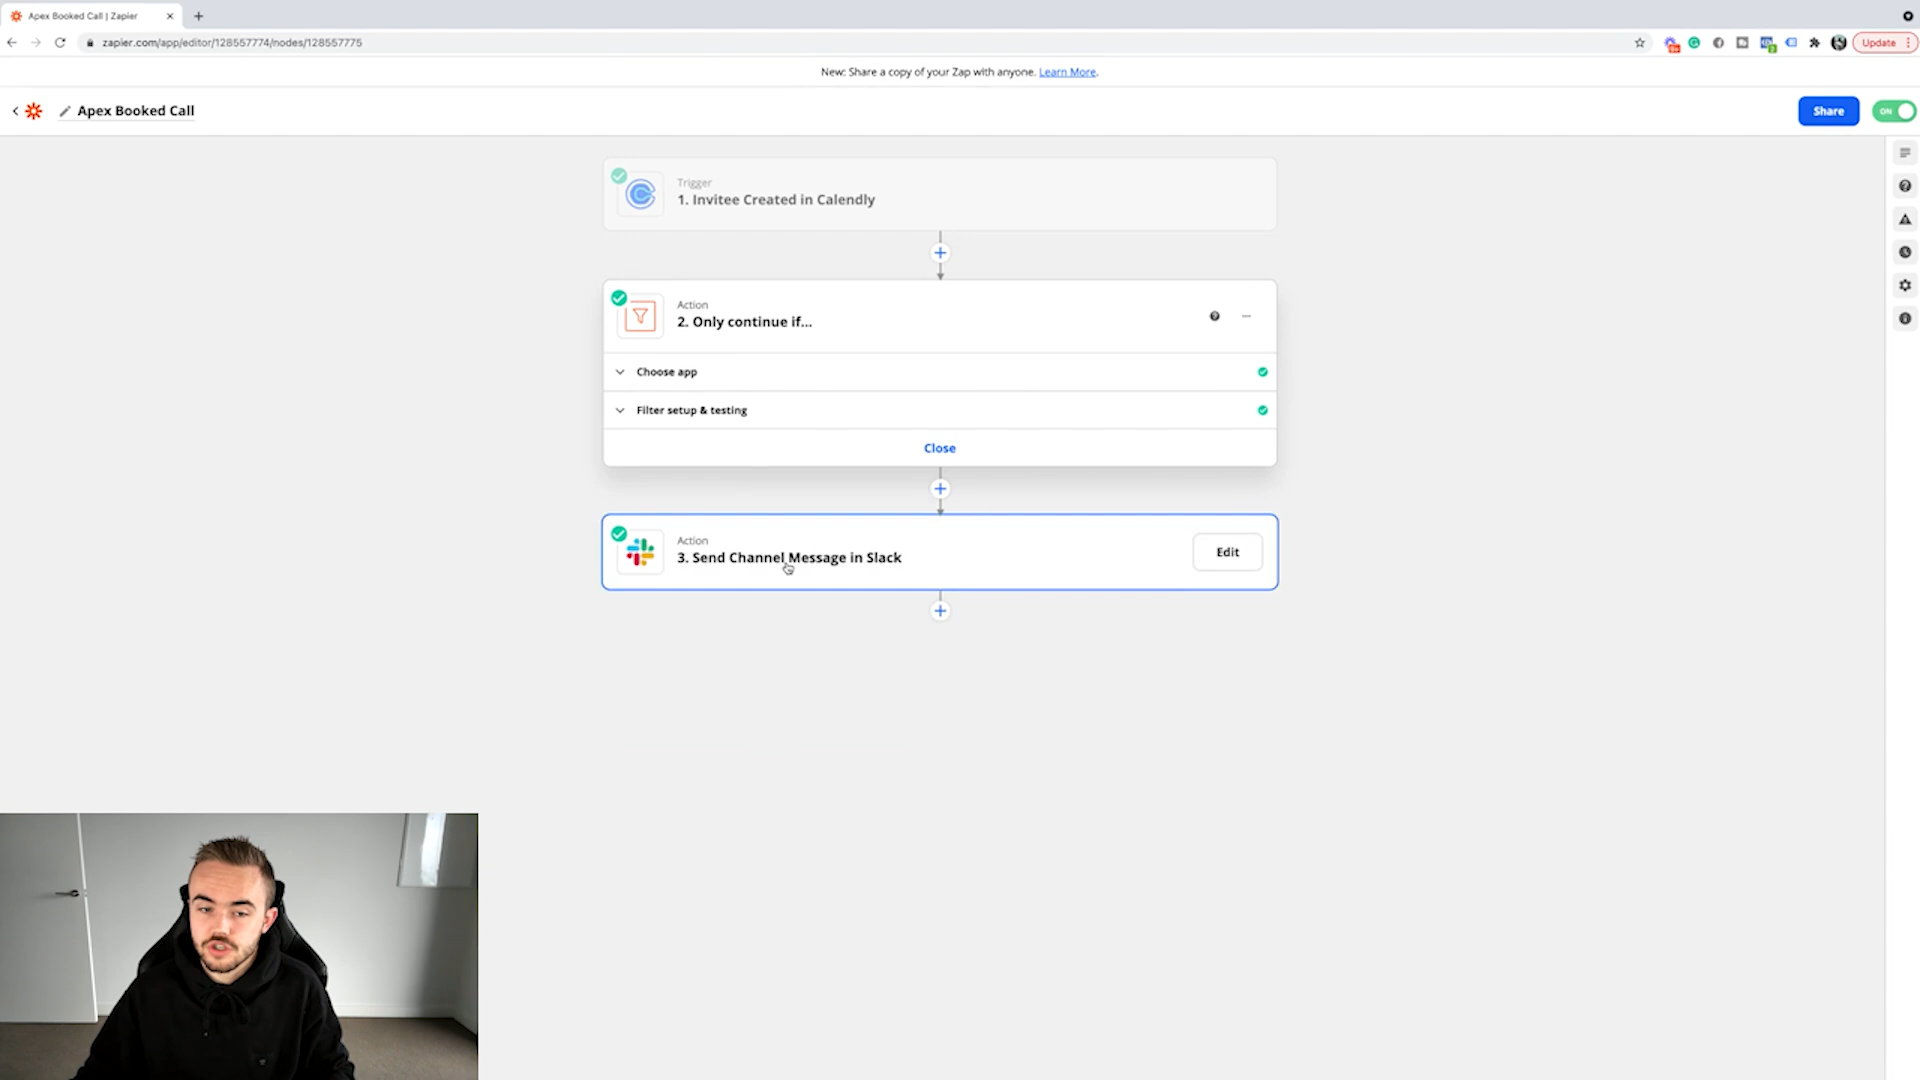 Apex Booked Call | Zapier
zapier.com/app/editor/128557774/nodes/128557775
Update
New: Share a copy of your Zap with anyone. Learn More.
Apex Booked Call
Share
ON
Trigger
1. Invitee Created in Calendly
Action
2. Only continue if...
Choose app
Filter setup & testing
Close
Action
3. Send Channel Message in Slack
Edit